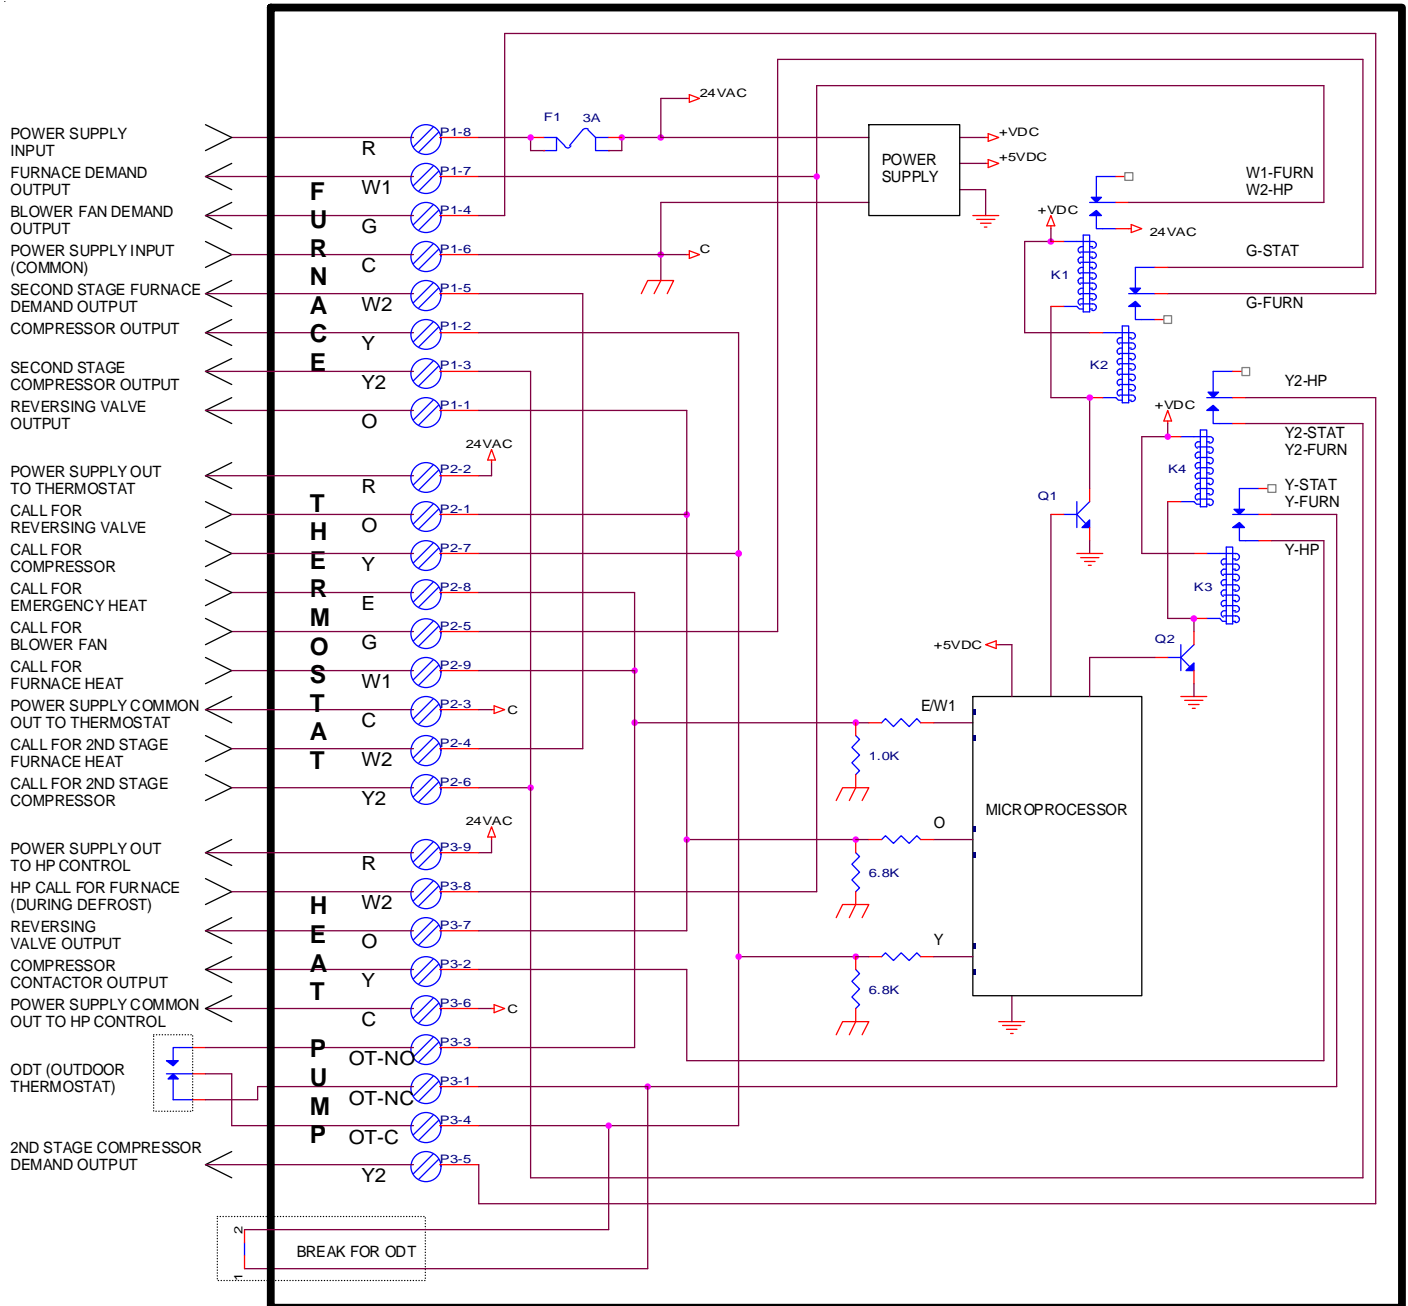 POWER SUPPLY
INPUT
R
P1-8
F1
3A
24VAC
POWER
SUPPLY
+VDC
+5VDC
FURNACE DEMAND
OUTPUT
W1
P1-7
BLOWER FAN DEMAND
OUTPUT
G
P1-4
POWER SUPPLY INPUT
(COMMON)
C
P1-6
C
SECOND STAGE FURNACE
DEMAND OUTPUT
W2
P1-5
COMPRESSOR OUTPUT
Y
P1-2
SECOND STAGE
COMPRESSOR OUTPUT
Y2
P1-3
REVERSING VALVE
OUTPUT
O
P1-1
FURNACE
W1-FURN
W2-HP
+VDC
24VAC
K1
G-STAT
G-FURN
K2
Y2-HP
+VDC
Y2-STAT
Y2-FURN
K4
Y-STAT
Y-FURN
Y-HP
K3
Q1
Q2
POWER SUPPLY OUT
TO THERMOSTAT
R
P2-2
24VAC
CALL FOR
REVERSING VALVE
O
P2-1
CALL FOR
COMPRESSOR
Y
P2-7
CALL FOR
EMERGENCY HEAT
E
P2-8
CALL FOR
BLOWER FAN
G
P2-5
CALL FOR
FURNACE HEAT
W1
P2-9
POWER SUPPLY COMMON
OUT TO THERMOSTAT
C
P2-3
C
CALL FOR 2ND STAGE
FURNACE HEAT
W2
P2-4
CALL FOR 2ND STAGE
COMPRESSOR
Y2
P2-6
THERMOSTAT
+5VDC
E/W1
1.0K
MICROPROCESSOR
O
6.8K
Y
6.8K
POWER SUPPLY OUT
TO HP CONTROL
R
P3-9
24VAC
HP CALL FOR FURNACE
(DURING DEFROST)
W2
P3-8
REVERSING
VALVE OUTPUT
O
P3-7
COMPRESSOR
CONTACTOR OUTPUT
Y
P3-2
POWER SUPPLY COMMON
OUT TO HP CONTROL
C
P3-6
C
ODT (OUTDOOR
THERMOSTAT)
OT-NO
P3-3
OT-NC
P3-1
OT-C
P3-4
2ND STAGE COMPRESSOR
DEMAND OUTPUT
Y2
P3-5
HEAT PUMP
2
BREAK FOR ODT
1